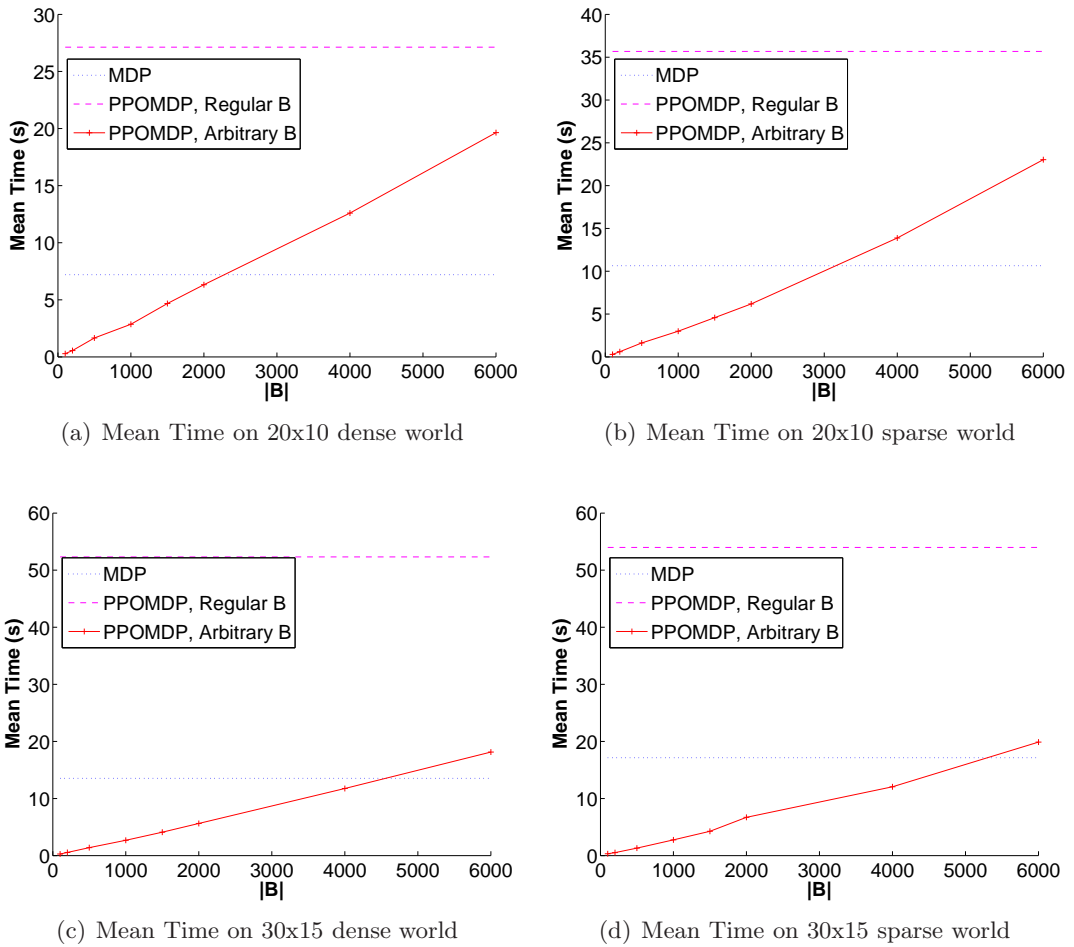 30
25
20
15
10
5
0
Mean Time (s)
MDP
PPOMDP, Regular B
PPOMDP, Arbitrary B
0 1000 2000 3000 4000 5000 6000
|B|
(a) Mean Time on 20x10 dense world
40
35
30
25
20
15
10
5
0
Mean Time (s)
MDP
PPOMDP, Regular B
PPOMDP, Arbitrary B
0 1000 2000 3000 4000 5000 6000
|B|
(b) Mean Time on 20x10 sparse world
60
50
40
30
20
10
0
Mean Time (s)
MDP
PPOMDP, Regular B
PPOMDP, Arbitrary B
0 1000 2000 3000 4000 5000 6000
|B|
(c) Mean Time on 30x15 dense world
60
50
40
30
20
10
0
Mean Time (s)
MDP
PPOMDP, Regular B
PPOMDP, Arbitrary B
0 1000 2000 3000 4000 5000 6000
|B|
(d) Mean Time on 30x15 sparse world